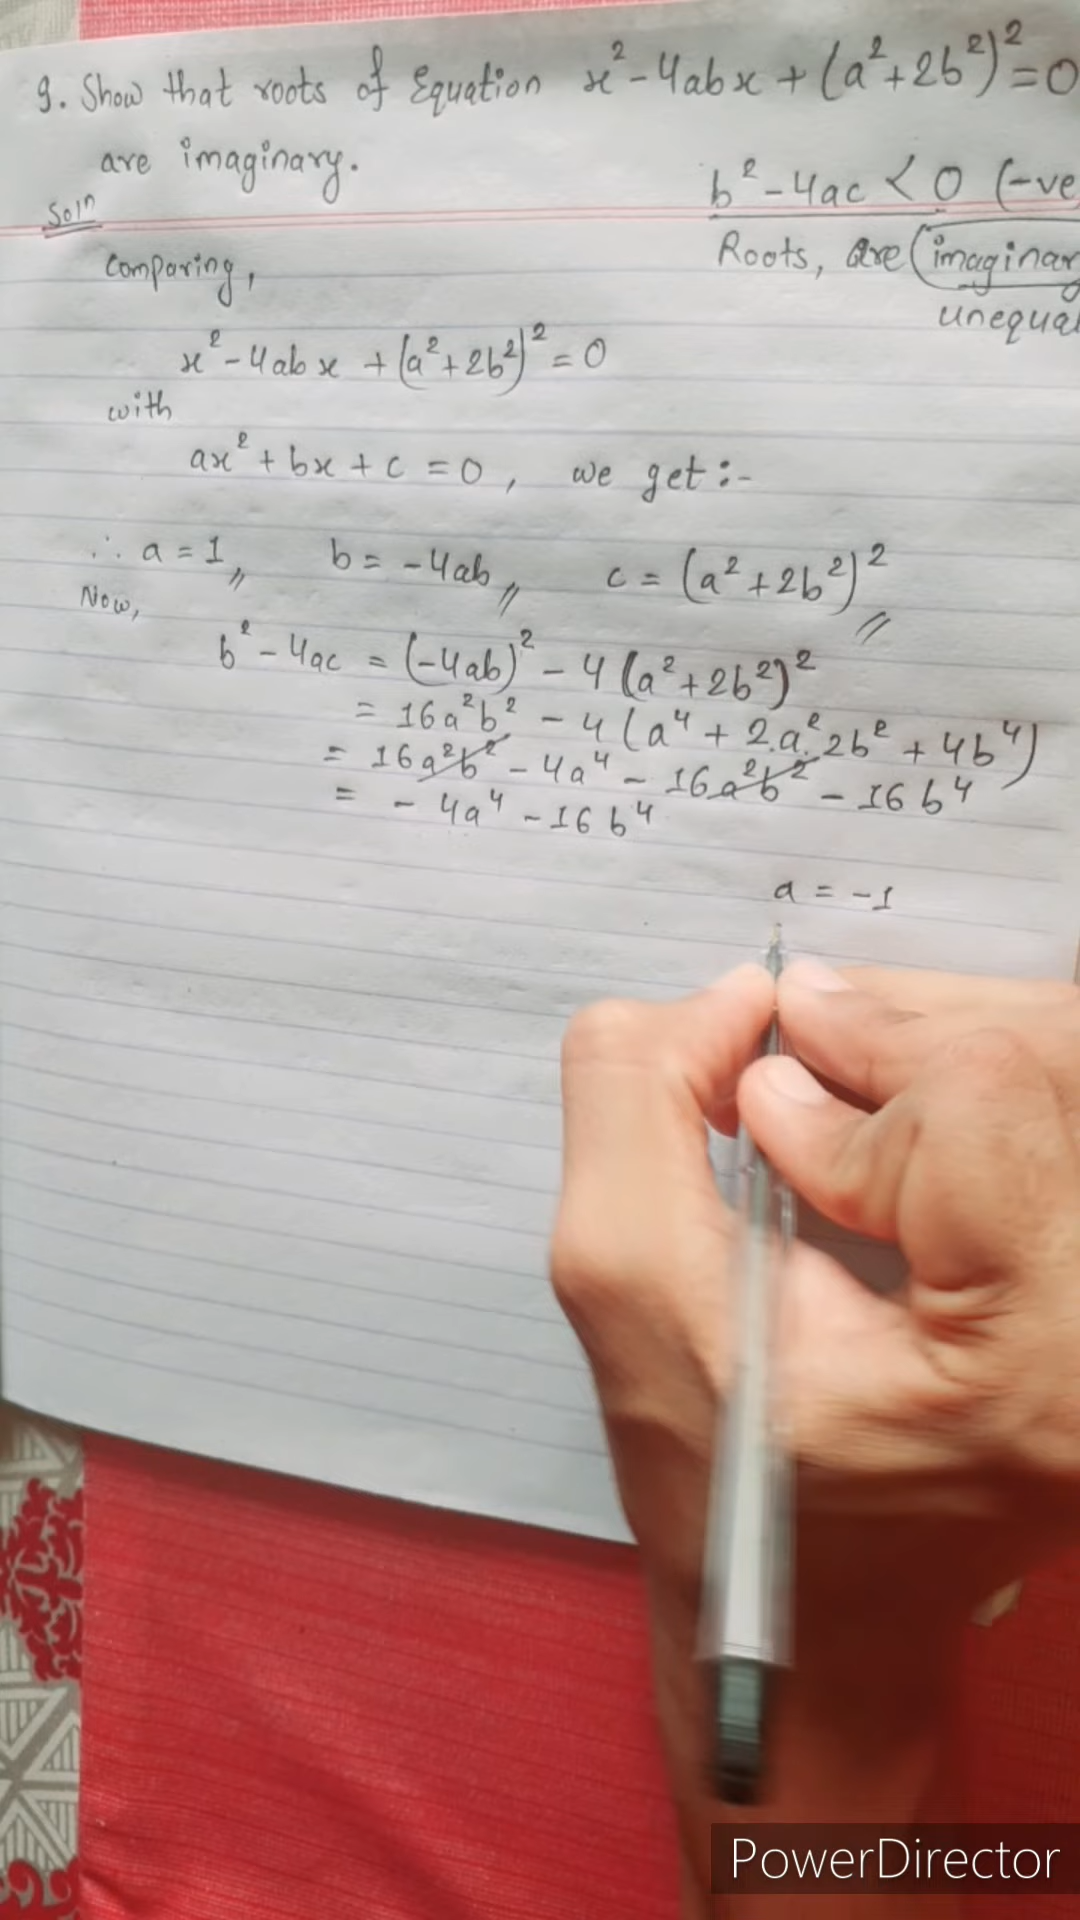 9. Show that roots of Equation x²-4abx+(a²+2b²)²=0
are imaginary.
b²-4ac < 0 (-ve
Soln
Roots, are (imaginar
unequal
Comparing,
x²-4abx +(a²+2b²)²=0
with
ax²+bx+c=0, we get:-
∴ a=1,, b=-4ab,, c=(a²+2b²)²,,
Now,
b²-4ac = (-4ab)²-4(a²+2b²)²
= 16a²b² - 4(a⁴+2.a².2b²+4b⁴)
= 16a²b² - 4a⁴ - 16a²b² - 16b⁴
= -4a⁴-16b⁴
a = -1
PowerDirector